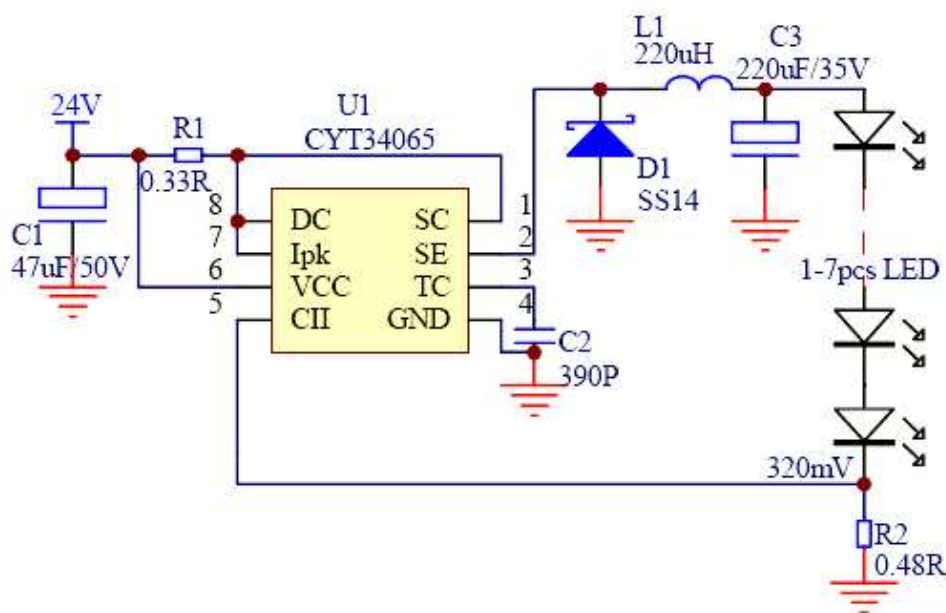 L1
220uH
C3
220uF/35V
24V
R1
0.33R
U1
CYT34065
C1
47uF/50V
8 DC SC 1
7 Ipk SE 2
6 VCC TC 3
5 CII GND 4
D1
SS14
C2
390P
1-7pcs LED
320mV
R2
0.48R